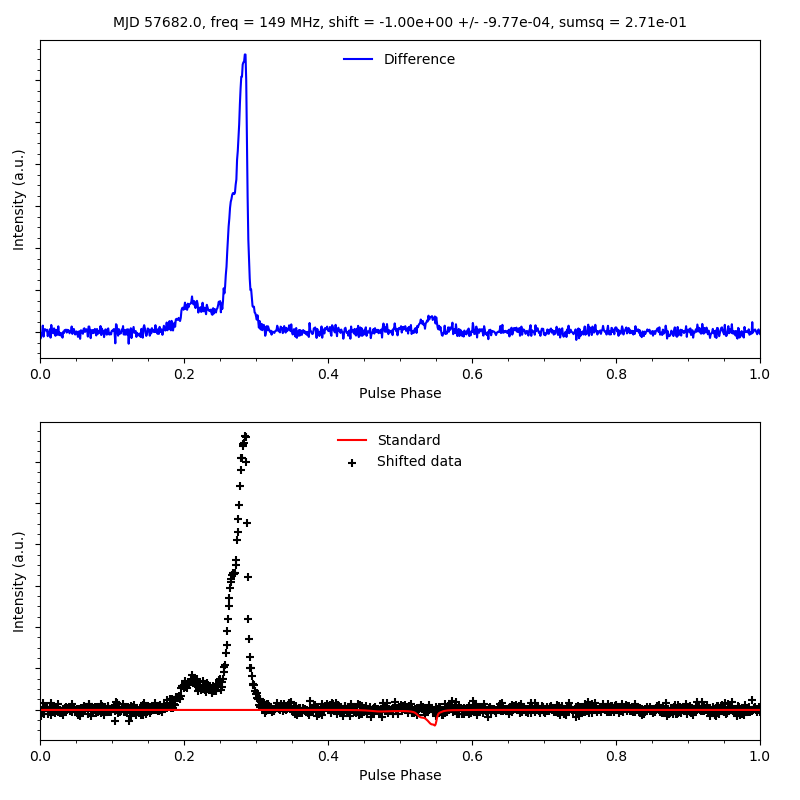 MJD 57682.0, freq = 149 MHz, shift = -1.00e+00 +/- -9.77e-04, sumsq = 2.71e-01
Difference
Intensity (a.u.)
0.0 0.2 0.4 0.6 0.8 1.0
Pulse Phase
Standard
Shifted data
Intensity (a.u.)
0.0 0.2 0.4 0.6 0.8 1.0
Pulse Phase